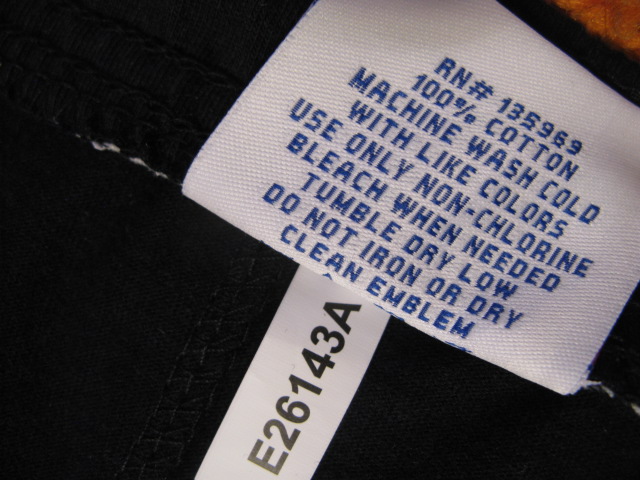 RN# 135969
100% COTTON
MACHINE WASH COLD
WITH LIKE COLORS
USE ONLY NON-CHLORINE
BLEACH WHEN NEEDED
TUMBLE DRY LOW
DO NOT IRON OR DRY
CLEAN EMBLEM
E26143A